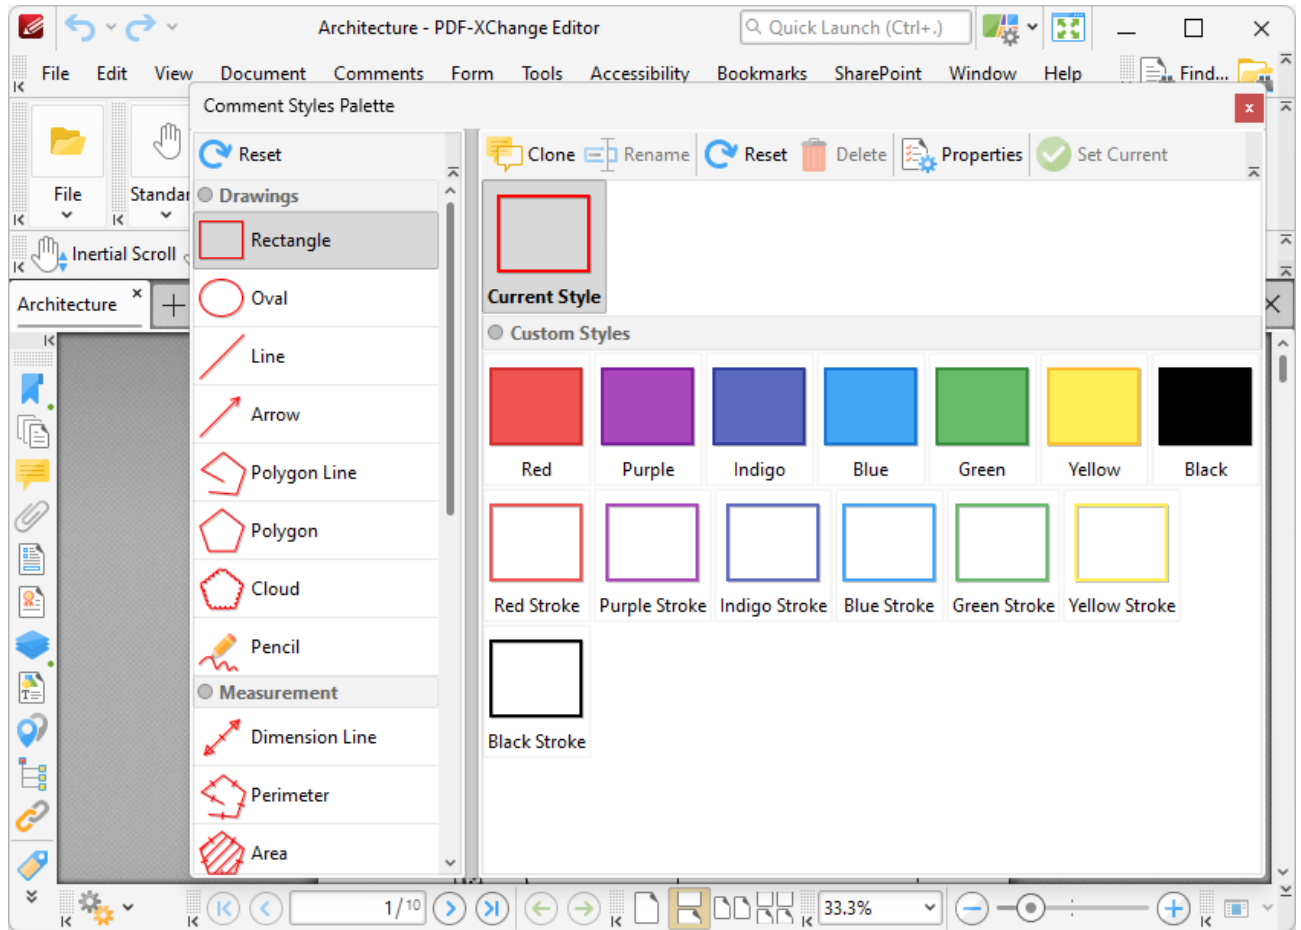 Architecture - PDF-XChange Editor
Quick Launch (Ctrl+.)
File Edit View Document Comments Form Tools Accessibility Bookmarks SharePoint Window Help Find...
Comment Styles Palette
x
Reset
Clone Rename Reset Delete Properties Set Current
File
Drawings
Rectangle
Oval
Line
Arrow
Polygon Line
Polygon
Cloud
Pencil
Measurement
Dimension Line
Perimeter
Area
Inertial Scroll
Architecture
Current Style
Custom Styles
Red Purple Indigo Blue Green Yellow Black
Red Stroke Purple Stroke Indigo Stroke Blue Stroke Green Stroke Yellow Stroke
Black Stroke
1/10
33.3%